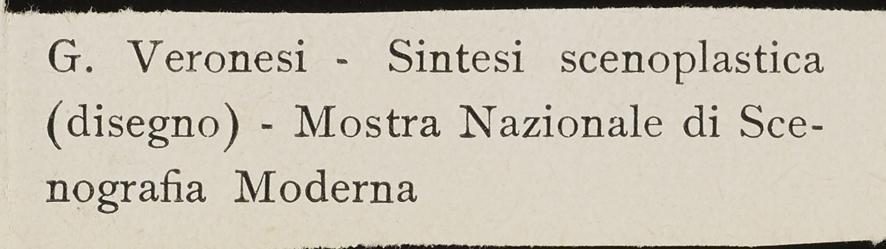 G. Veronesi - Sintesi scenoplastica
(disegno) - Mostra Nazionale di Sce-
nografia Moderna